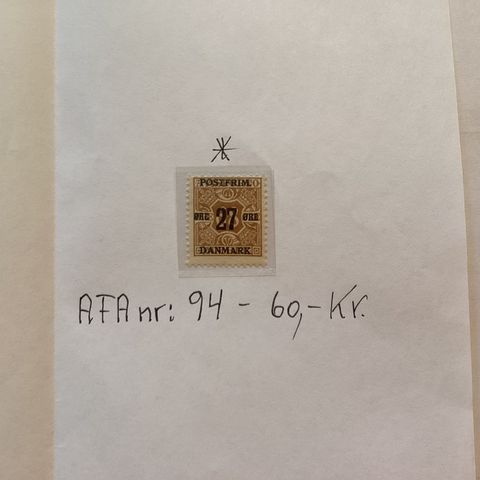 *
POSTFRIM.
ØRE 27 ØRE
DANMARK
AFA nr: 94 - 60,- Kr.